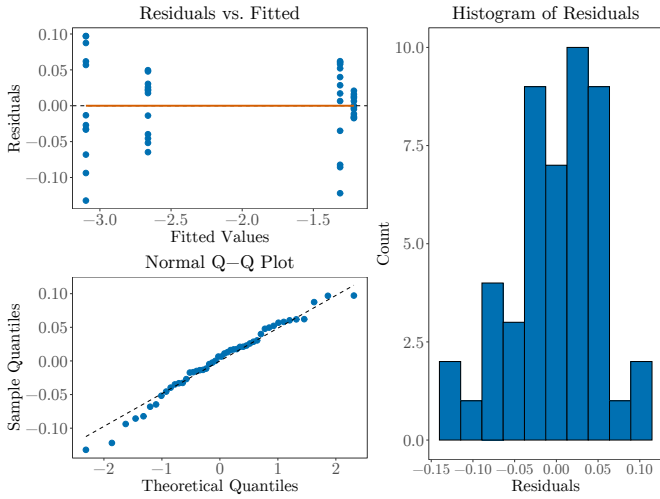 Residuals vs. Fitted
Residuals
0.10
0.05
0.00
−0.05
−0.10
−3.0 −2.5 −2.0 −1.5
Fitted Values
Normal Q−Q Plot
Sample Quantiles
0.10
0.05
0.00
−0.05
−0.10
−2 −1 0 1 2
Theoretical Quantiles
Histogram of Residuals
Count
10.0
7.5
5.0
2.5
0.0
−0.15 −0.10 −0.05 0.00 0.05 0.10
Residuals